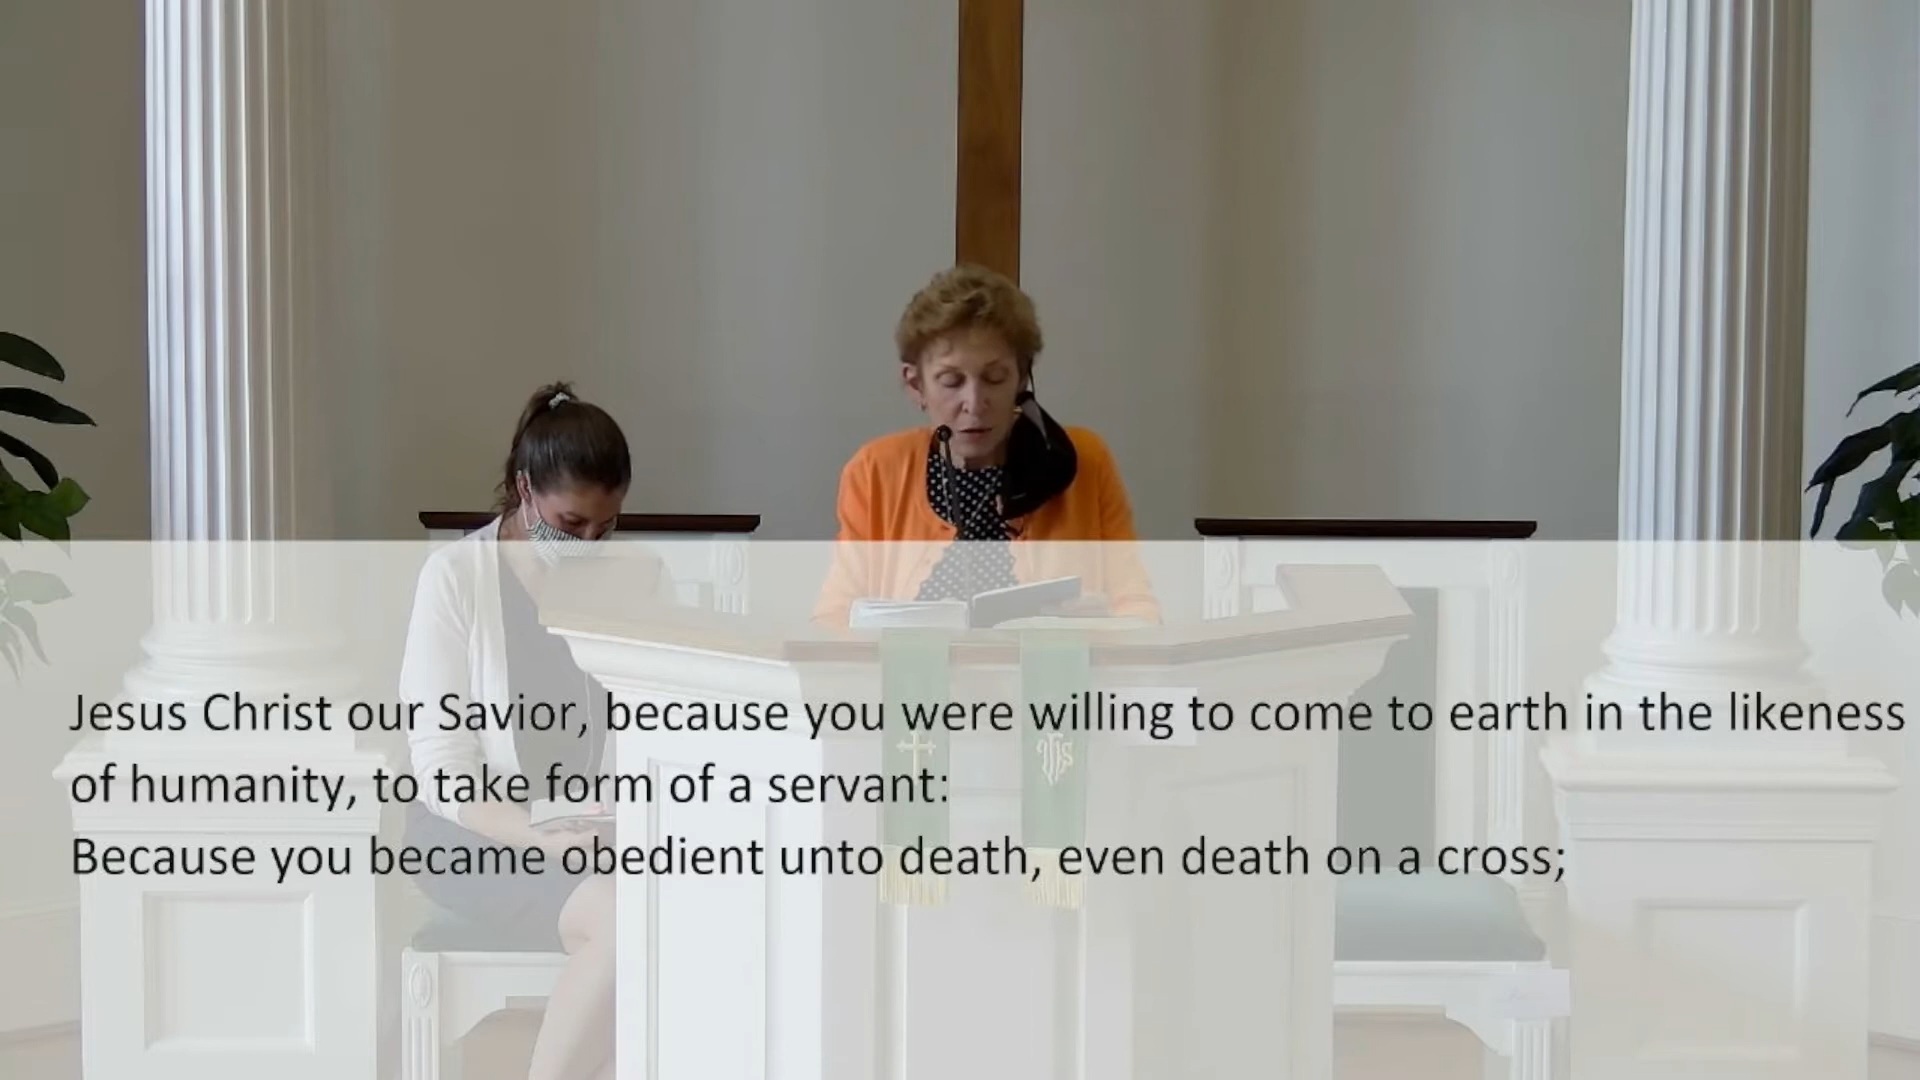 Jesus Christ our Savior, because you were willing to come to earth in the likeness
of humanity, to take form of a servant:
Because you became obedient unto death, even death on a cross;
IHS